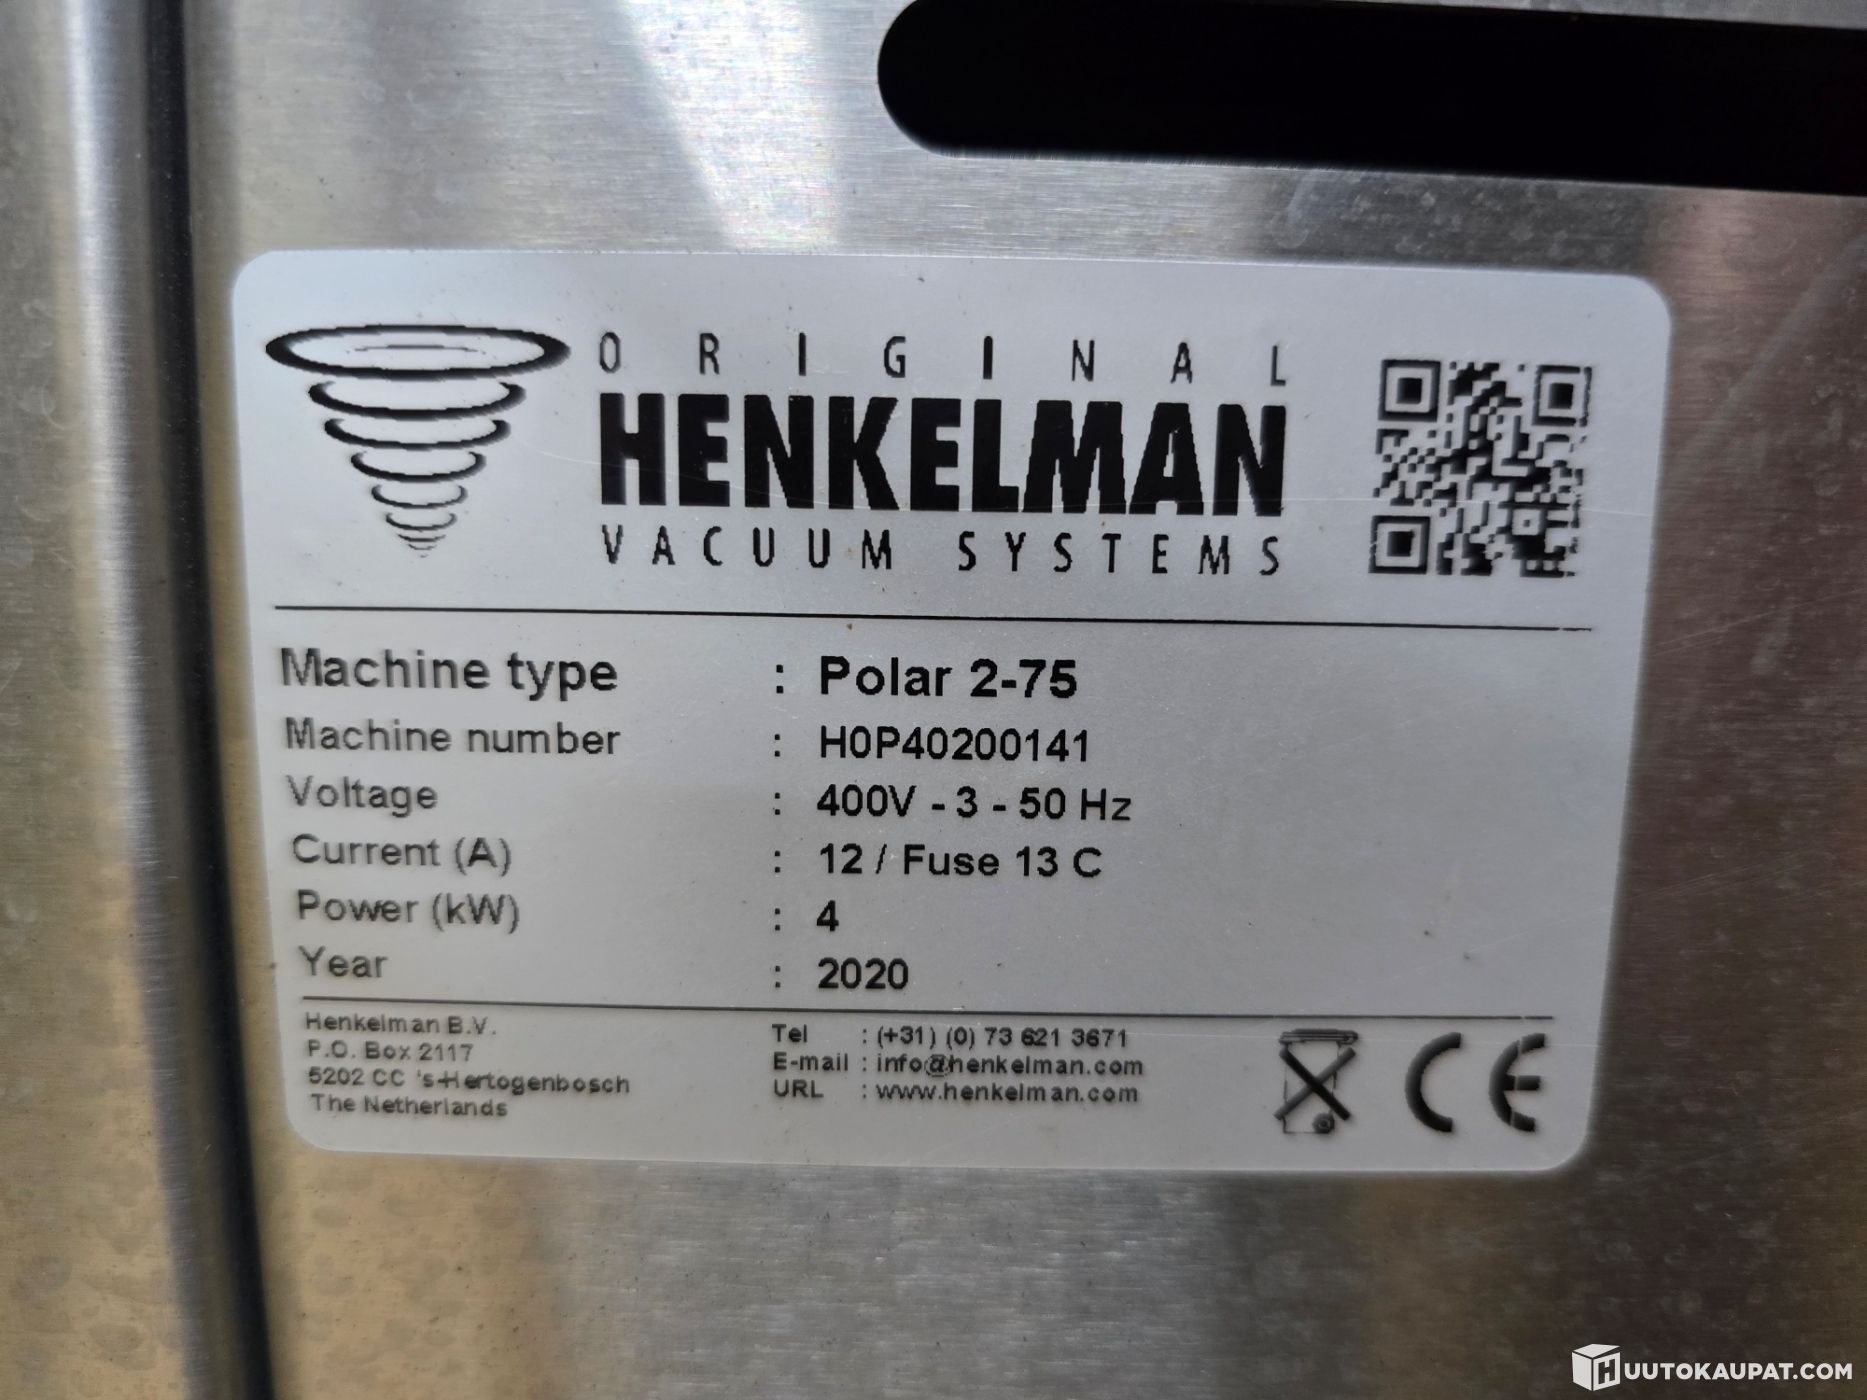 ORIGINAL
HENKELMAN
VACUUM SYSTEMS
Machine type : Polar 2-75
Machine number : H0P40200141
Voltage : 400V - 3 - 50 Hz
Current (A) : 12 / Fuse 13 C
Power (kW) : 4
Year : 2020
Henkelman B.V.
P.O. Box 2117
5202 CC 's-Hertogenbosch
The Netherlands
Tel : (+31) (0) 73 621 3671
E-mail : info@henkelman.com
URL : www.henkelman.com
CE
HUUTOKAUPAT.COM